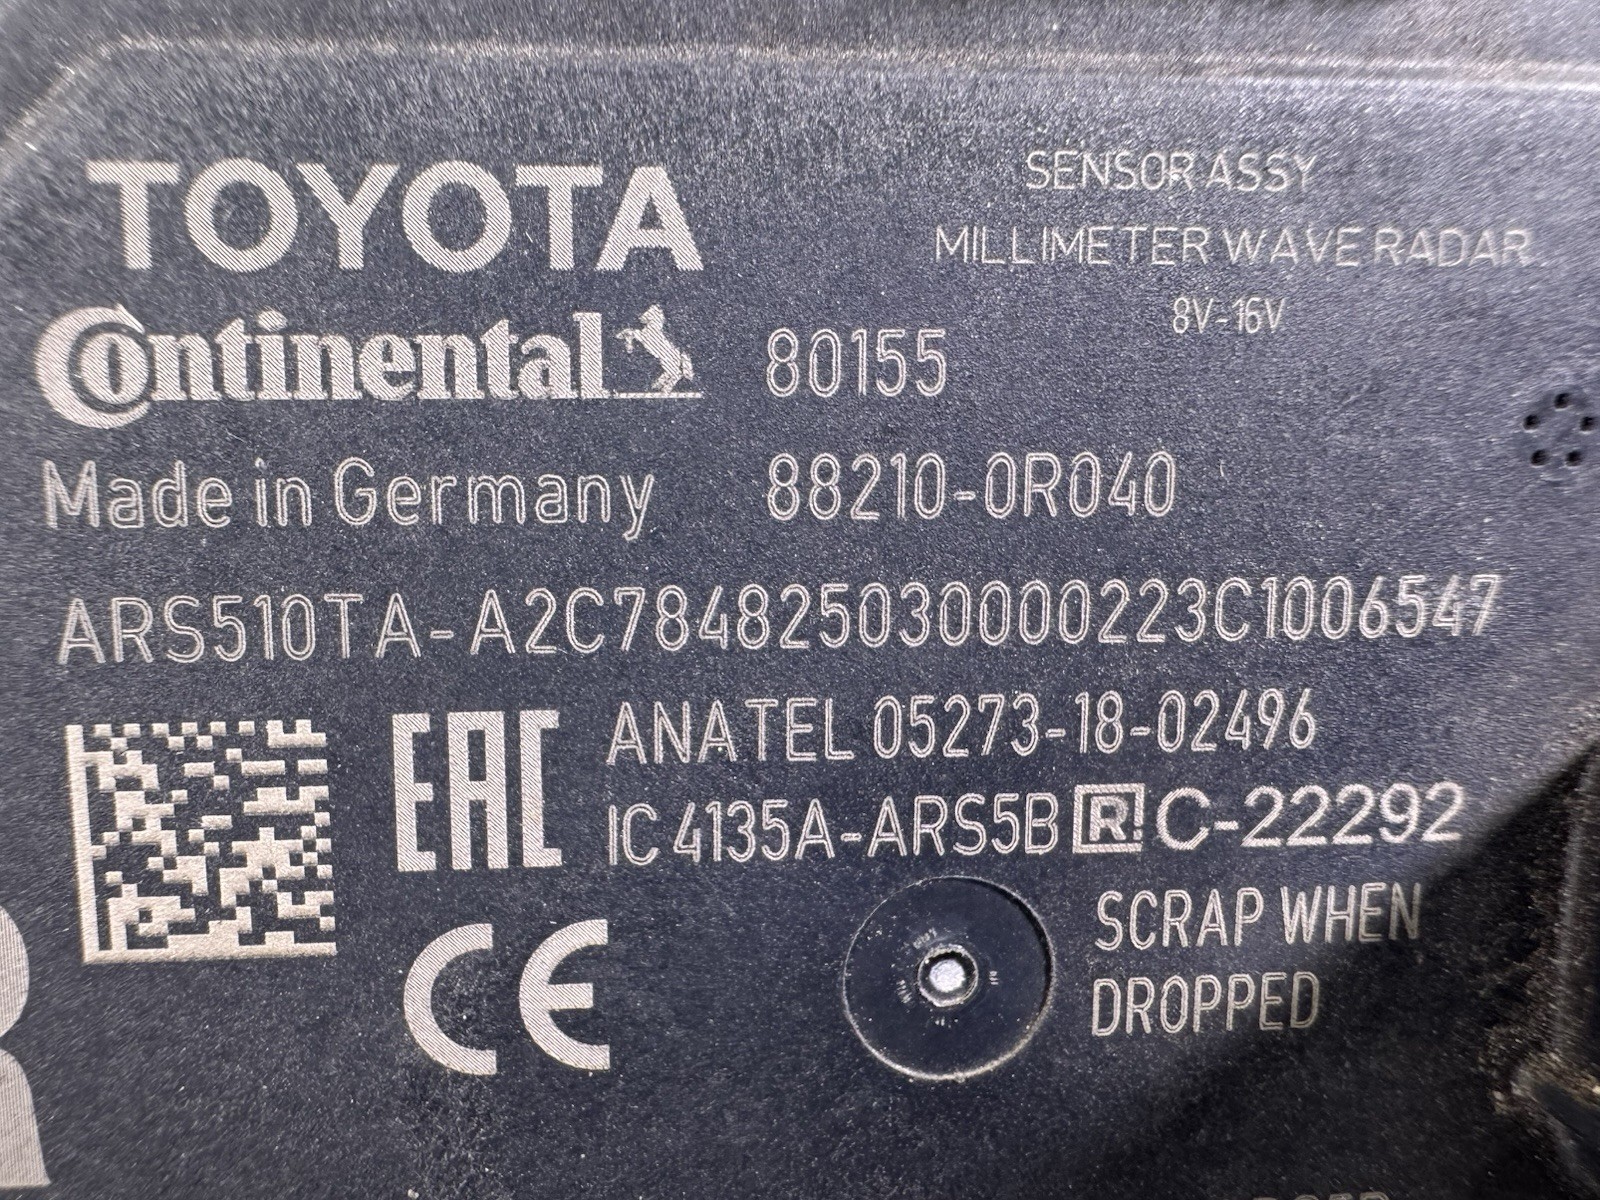 TOYOTA
SENSOR ASSY
MILLIMETER WAVE RADAR
8V-16V
Continental 80155
Made in Germany 88210-0R040
ARS510TA-A2C7848250300002​23C1006547
EAC
ANATEL 05273-18-02496
IC 4135A-ARS5B R! C-22292
CE
SCRAP WHEN
DROPPED